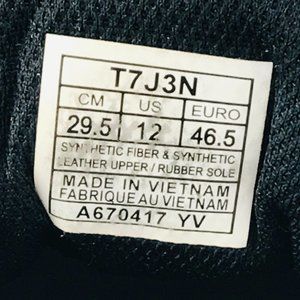 T7J3N
CM US EURO
29.5 12 46.5
SYNTHETIC FIBER & SYNTHETIC
LEATHER UPPER / RUBBER SOLE
MADE IN VIETNAM
FABRIQUE AU VIETNAM
A670417 YV